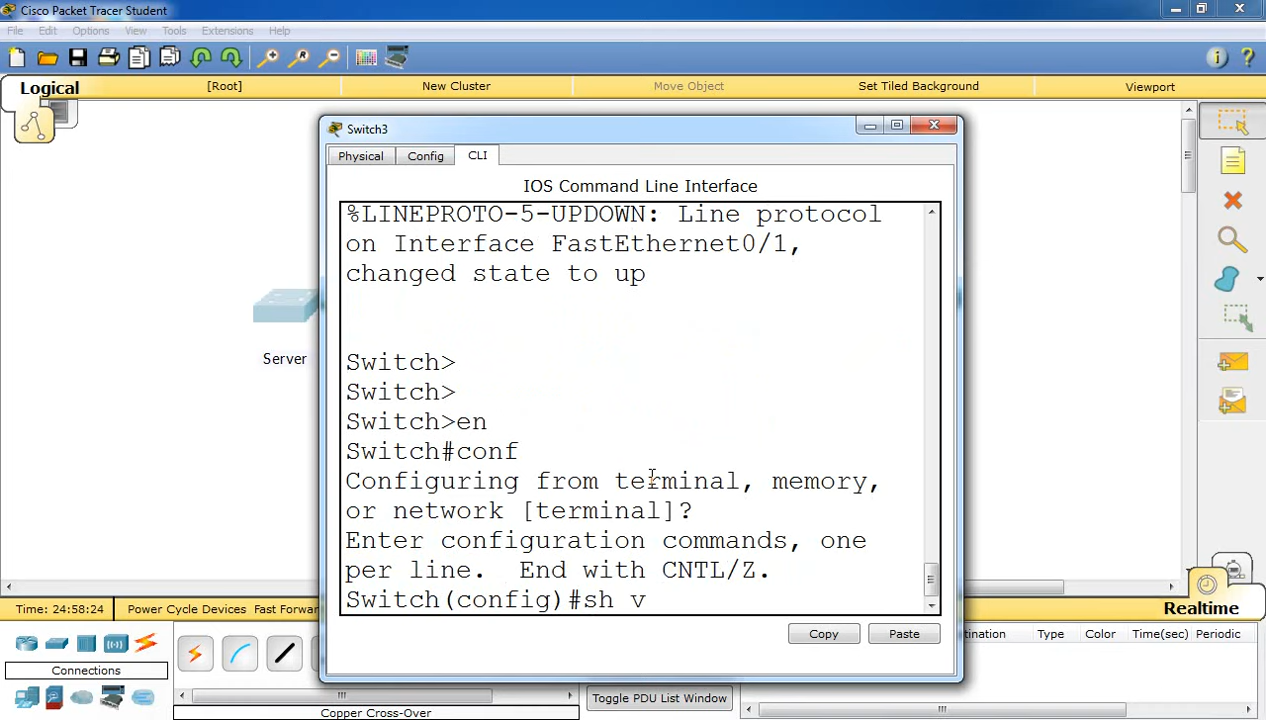 Cisco Packet Tracer Student
File Edit Options View Tools Extensions Help
Logical [Root] New Cluster Move Object Set Tiled Background Viewport
Switch3
Physical Config CLI
IOS Command Line Interface
%LINEPROTO-5-UPDOWN: Line protocol
on Interface FastEthernet0/1,
changed state to up
Switch>
Switch>
Switch>en
Switch#conf
Configuring from terminal, memory,
or network [terminal]?
Enter configuration commands, one
per line.  End with CNTL/Z.
Switch(config)#sh v
Copy Paste
Server
Time: 24:58:24 Power Cycle Devices Fast Forwar Realtime
Connections
Copper Cross-Over
Toggle PDU List Window
tination Type Color Time(sec) Periodic